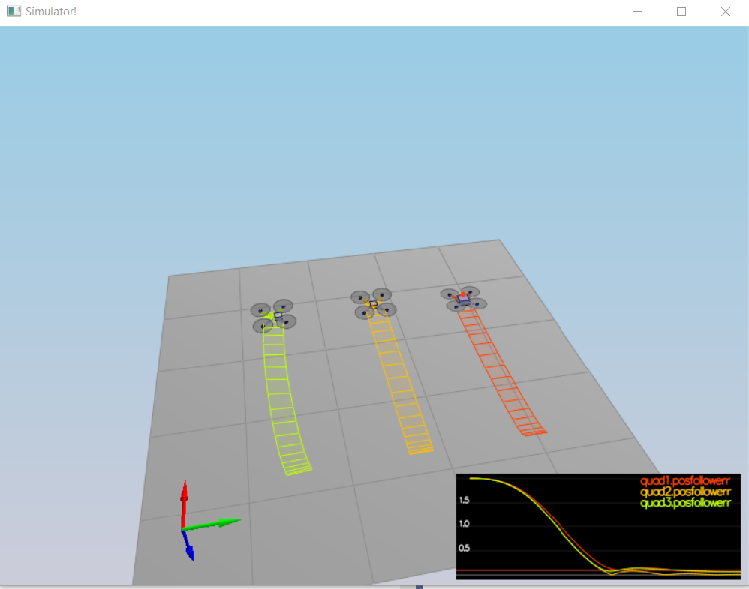 Simulator!
quad1.posfollowerr
1.5
quad2.posfollowerr
quad3.posfollowerr
1.0
0.5